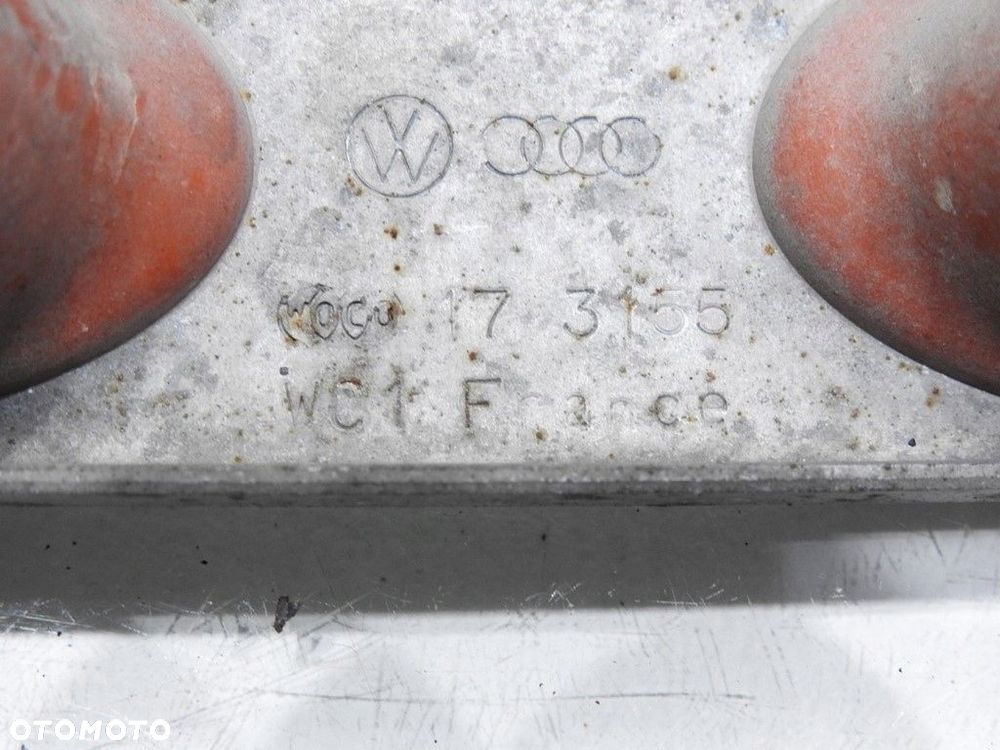 VW
WOCO 17 3155
WC1 France
OTOMOTO